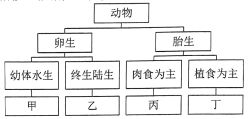 动物
卵生 胎生
幼体水生 终生陆生 肉食为主 植食为主
甲 乙 丙 丁